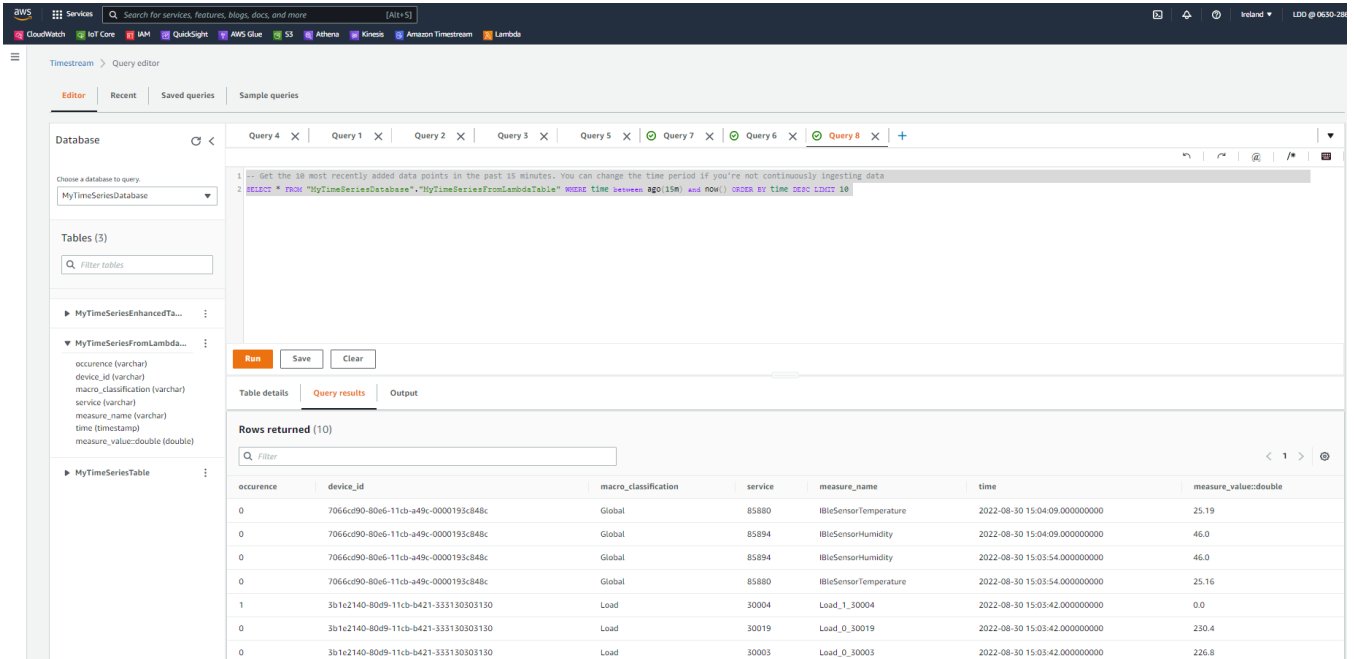 aws Services Search for services, features, blogs, docs, and more [Alt+S] Ireland ▼ LDD @ 0630-286
CloudWatch IoT Core IAM QuickSight AWS Glue S3 Athena Kinesis Amazon Timestream Lambda
Timestream > Query editor
Editor Recent Saved queries Sample queries
Database
Choose a database to query.
MyTimeSeriesDatabase
Tables (3)
Filter tables
MyTimeSeriesEnhancedTa...
MyTimeSeriesFromLambda...
occurence (varchar)
device_id (varchar)
macro_classification (varchar)
service (varchar)
measure_name (varchar)
time (timestamp)
measure_value::double (double)
MyTimeSeriesTable
Query 4 X Query 1 X Query 2 X Query 3 X Query 5 X Query 7 X Query 6 X Query 8 X +
1 -- Get the 10 most recently added data points in the past 15 minutes. You can change the time period if you're not continuously ingesting data
2 SELECT * FROM "MyTimeSeriesDatabase"."MyTimeSeriesFromLambdaTable" WHERE time between ago(15m) and now() ORDER BY time DESC LIMIT 10
Run Save Clear
Table details Query results Output
Rows returned (10)
Filter
< 1 >
occurence device_id macro_classification service measure_name time measure_value::double
0 7066cd90-80e6-11cb-a49c-0000193c848c Global 85880 IBleSensorTemperature 2022-08-30 15:04:09.000000000 25.19
0 7066cd90-80e6-11cb-a49c-0000193c848c Global 85894 IBleSensorHumidity 2022-08-30 15:04:09.000000000 46.0
0 7066cd90-80e6-11cb-a49c-0000193c848c Global 85894 IBleSensorHumidity 2022-08-30 15:03:54.000000000 46.0
0 7066cd90-80e6-11cb-a49c-0000193c848c Global 85880 IBleSensorTemperature 2022-08-30 15:03:54.000000000 25.16
1 3b1e2140-80d9-11cb-b421-333130303130 Load 30004 Load_1_30004 2022-08-30 15:03:42.000000000 0.0
0 3b1e2140-80d9-11cb-b421-333130303130 Load 30019 Load_0_30019 2022-08-30 15:03:42.000000000 230.4
0 3b1e2140-80d9-11cb-b421-333130303130 Load 30003 Load_0_30003 2022-08-30 15:03:42.000000000 226.8